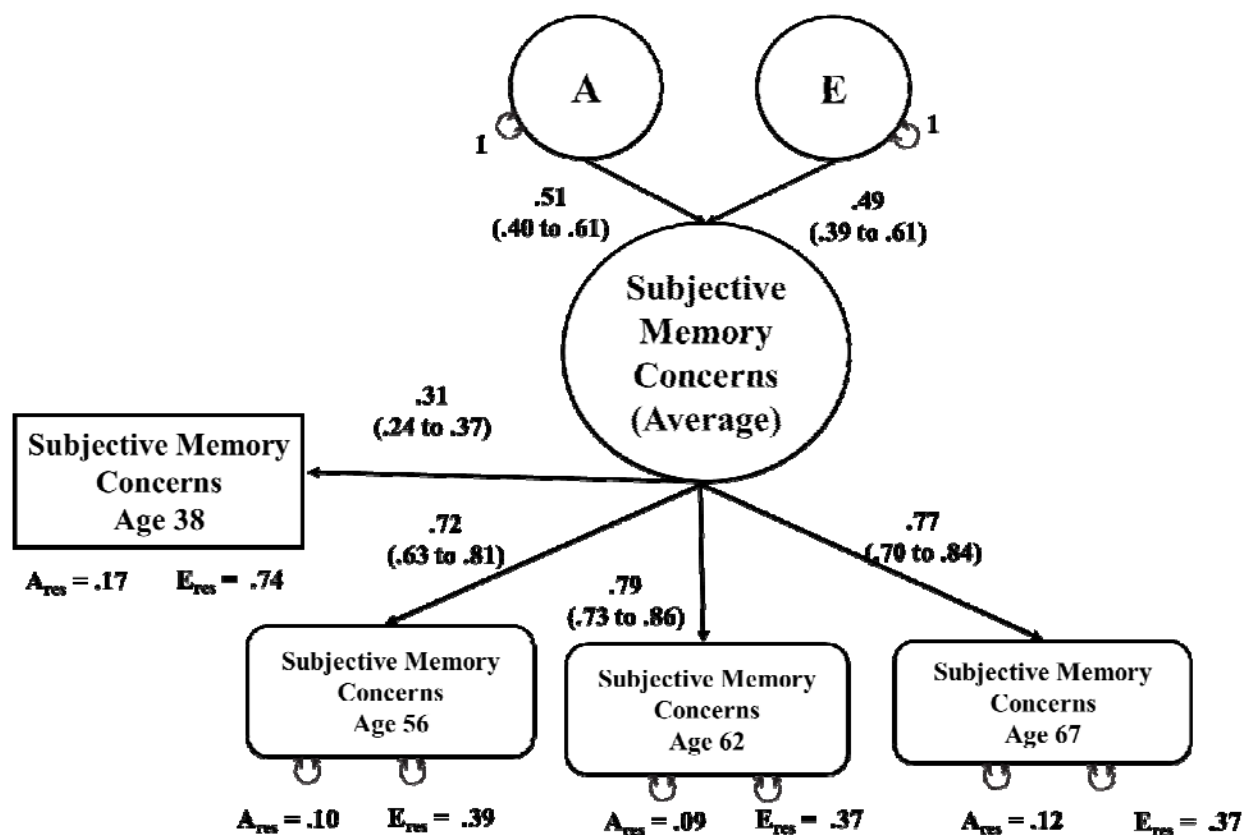 A
E
1
1
.51
(.40 to .61)
.49
(.39 to .61)
Subjective
Memory
Concerns
(Average)
.31
(.24 to .37)
Subjective Memory
Concerns
Age 38
A_res = .17 E_res = .74
.72
(.63 to .81)
.79
(.73 to .86)
.77
(.70 to .84)
Subjective Memory
Concerns
Age 56
Subjective Memory
Concerns
Age 62
Subjective Memory
Concerns
Age 67
A_res = .10 E_res = .39
A_res = .09 E_res = .37
A_res = .12 E_res = .37